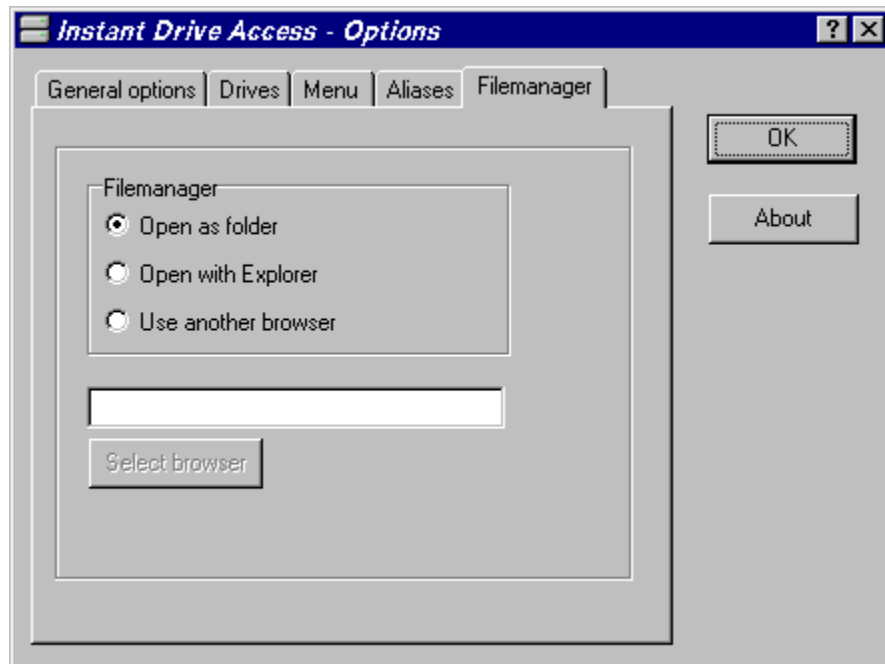 Instant Drive Access - Options
General options Drives Menu Aliases Filemanager
OK
About
Filemanager
Open as folder
Open with Explorer
Use another browser
Select browser